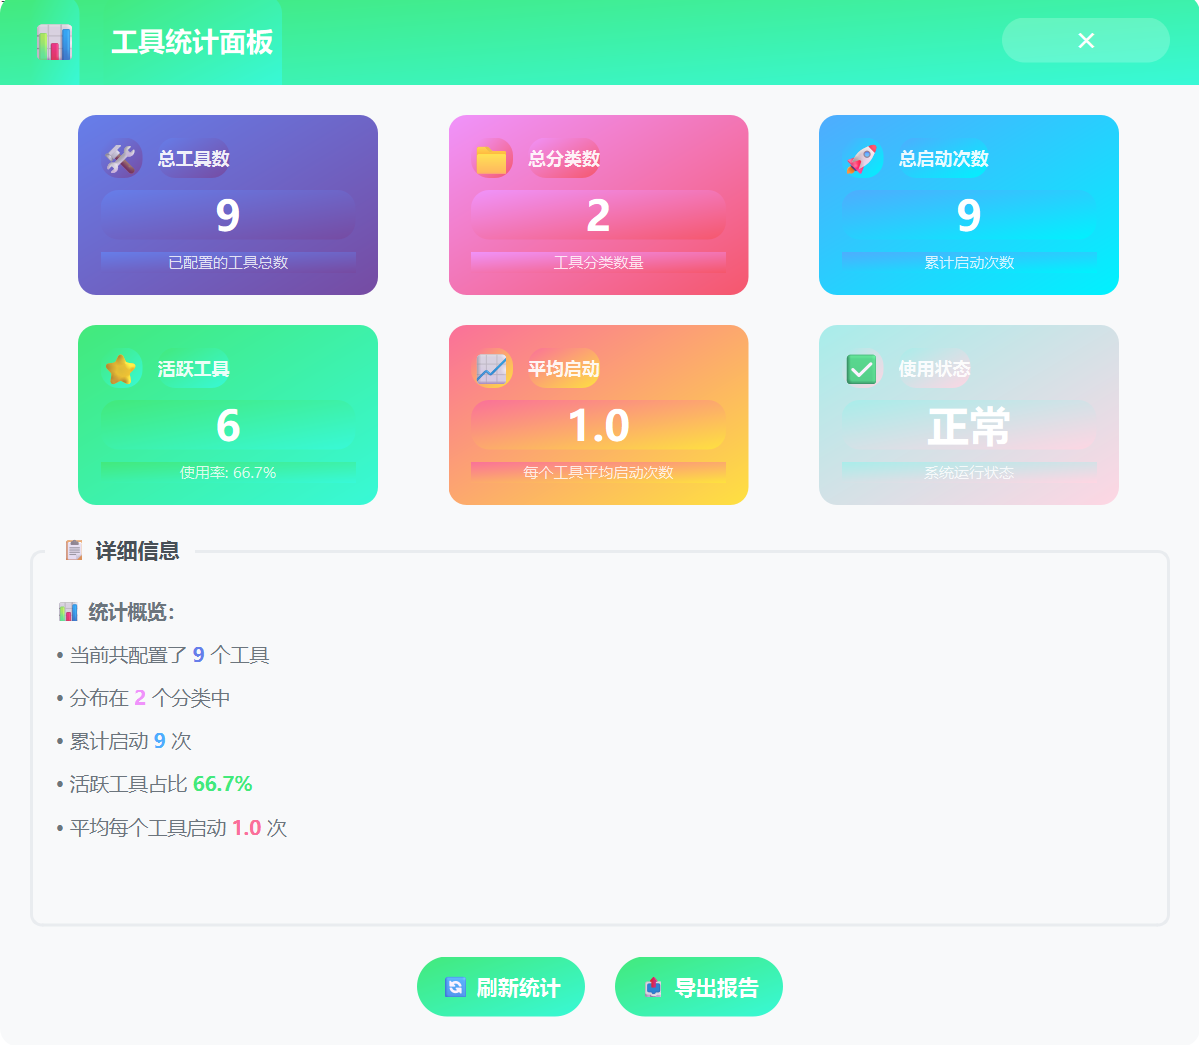 工具统计面板
✕
总工具数
9
已配置的工具总数
总分类数
2
工具分类数量
总启动次数
9
累计启动次数
活跃工具
6
使用率: 66.7%
平均启动
1.0
每个工具平均启动次数
使用状态
正常
系统运行状态
详细信息
统计概览：
• 当前共配置了 9 个工具
• 分布在 2 个分类中
• 累计启动 9 次
• 活跃工具占比 66.7%
• 平均每个工具启动 1.0 次
刷新统计
导出报告